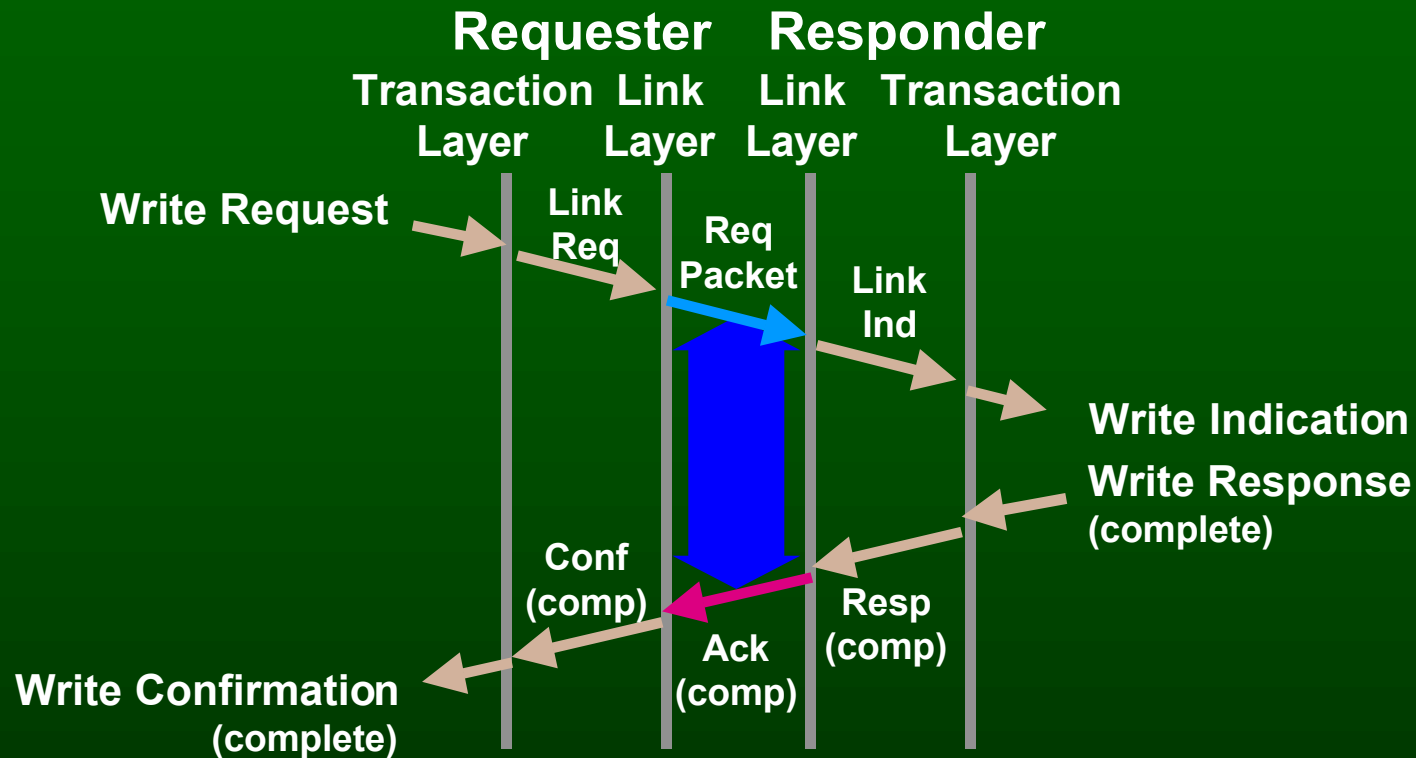 Requester Responder
Transaction Link Link Transaction
Layer Layer Layer Layer
Write Request
Link
Req
Req
Packet
Link
Ind
Write Indication
Write Response
(complete)
Conf
(comp)
Resp
(comp)
Ack
(comp)
Write Confirmation
(complete)